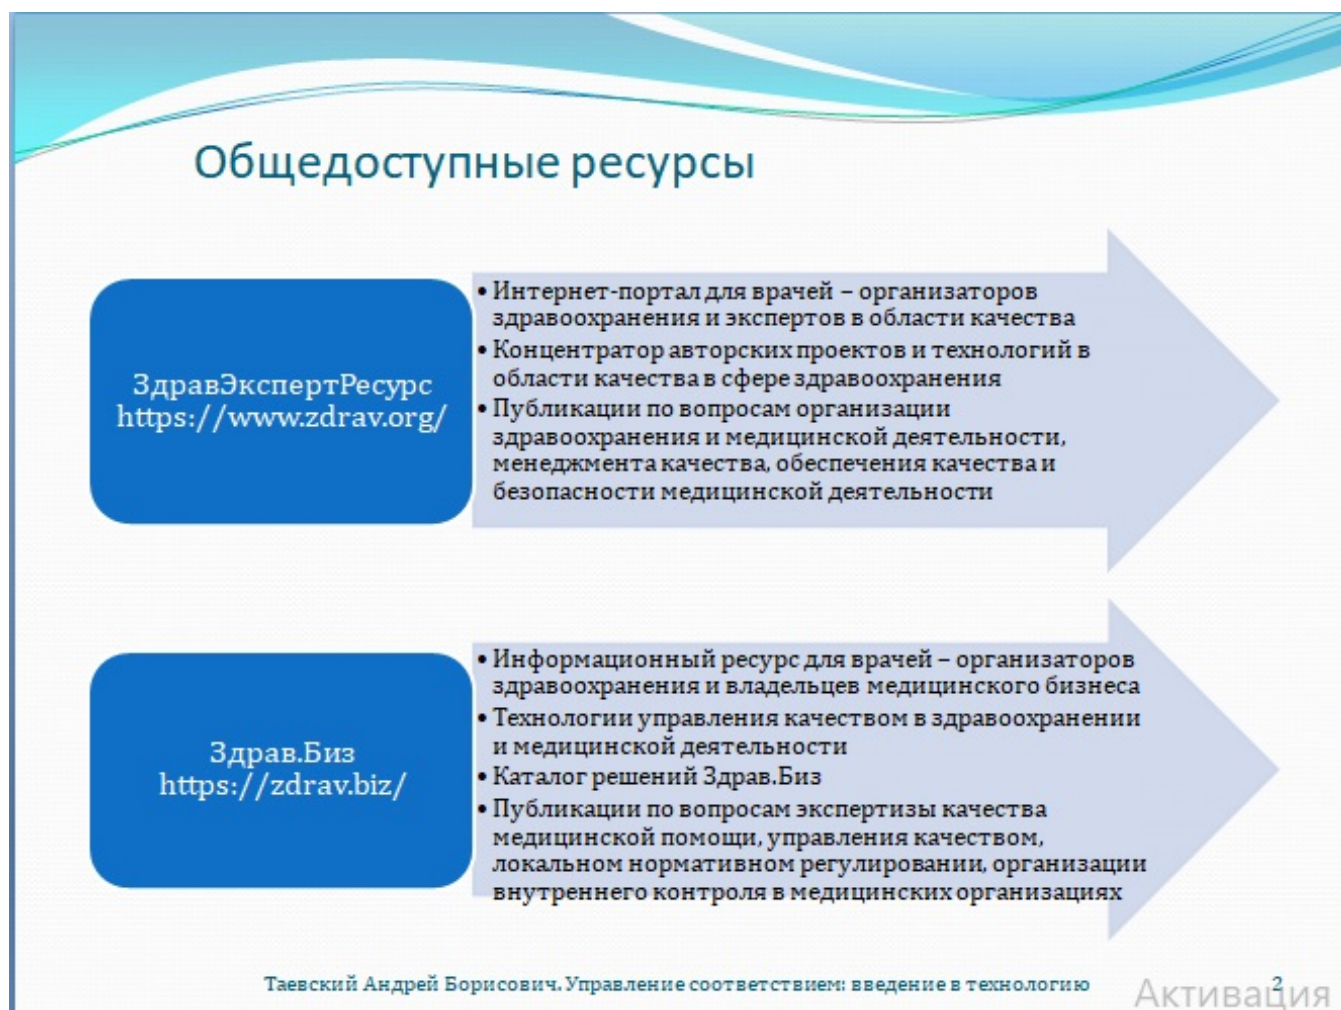 Общедоступные ресурсы
ЗдравЭкспертРесурс
https://www.zdrav.org/
• Интернет-портал для врачей – организаторов
здравоохранения и экспертов в области качества
• Концентратор авторских проектов и технологий в
области качества в сфере здравоохранения
• Публикации по вопросам организации
здравоохранения и медицинской деятельности,
менеджмента качества, обеспечения качества и
безопасности медицинской деятельности
Здрав.Биз
https://zdrav.biz/
• Информационный ресурс для врачей – организаторов
здравоохранения и владельцев медицинского бизнеса
• Технологии управления качеством в здравоохранении
и медицинской деятельности
• Каталог решений Здрав.Биз
• Публикации по вопросам экспертизы качества
медицинской помощи, управления качеством,
локальном нормативном регулировании, организации
внутреннего контроля в медицинских организациях
Таевский Андрей Борисович. Управление соответствием: введение в технологию
2
Активация